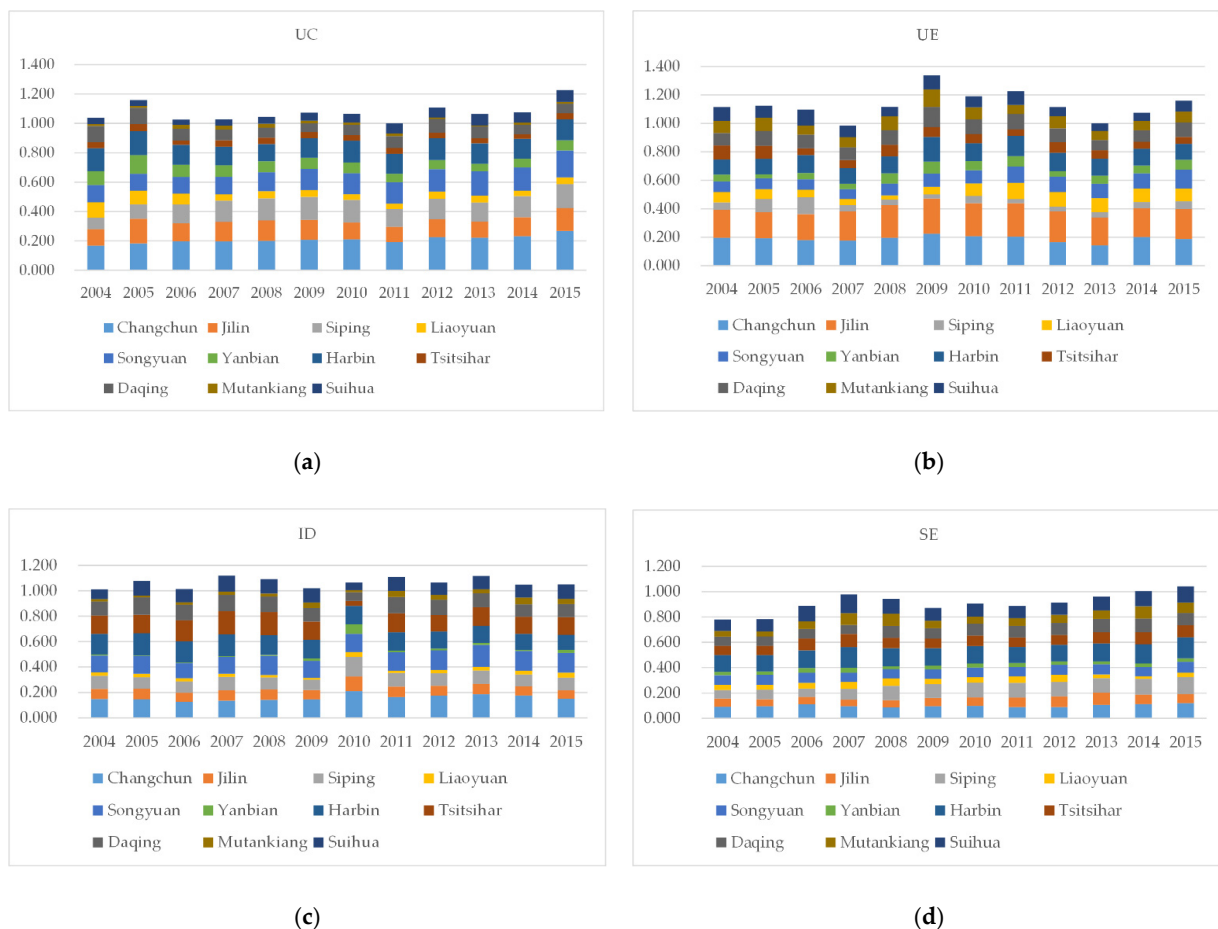 UC
1.400
1.200
1.000
0.800
0.600
0.400
0.200
0.000
2004 2005 2006 2007 2008 2009 2010 2011 2012 2013 2014 2015
Changchun Jilin Siping Liaoyuan
Songyuan Yanbian Harbin Tsitsihar
Daqing Mutankiang Suihua
(a)
UE
1.400
1.200
1.000
0.800
0.600
0.400
0.200
0.000
2004 2005 2006 2007 2008 2009 2010 2011 2012 2013 2014 2015
Changchun Jilin Siping Liaoyuan
Songyuan Yanbian Harbin Tsitsihar
Daqing Mutankiang Suihua
(b)
ID
1.200
1.000
0.800
0.600
0.400
0.200
0.000
2004 2005 2006 2007 2008 2009 2010 2011 2012 2013 2014 2015
Changchun Jilin Siping Liaoyuan
Songyuan Yanbian Harbin Tsitsihar
Daqing Mutankiang Suihua
(c)
SE
1.200
1.000
0.800
0.600
0.400
0.200
0.000
2004 2005 2006 2007 2008 2009 2010 2011 2012 2013 2014 2015
Changchun Jilin Siping Liaoyuan
Songyuan Yanbian Harbin Tsitsihar
Daqing Mutankiang Suihua
(d)